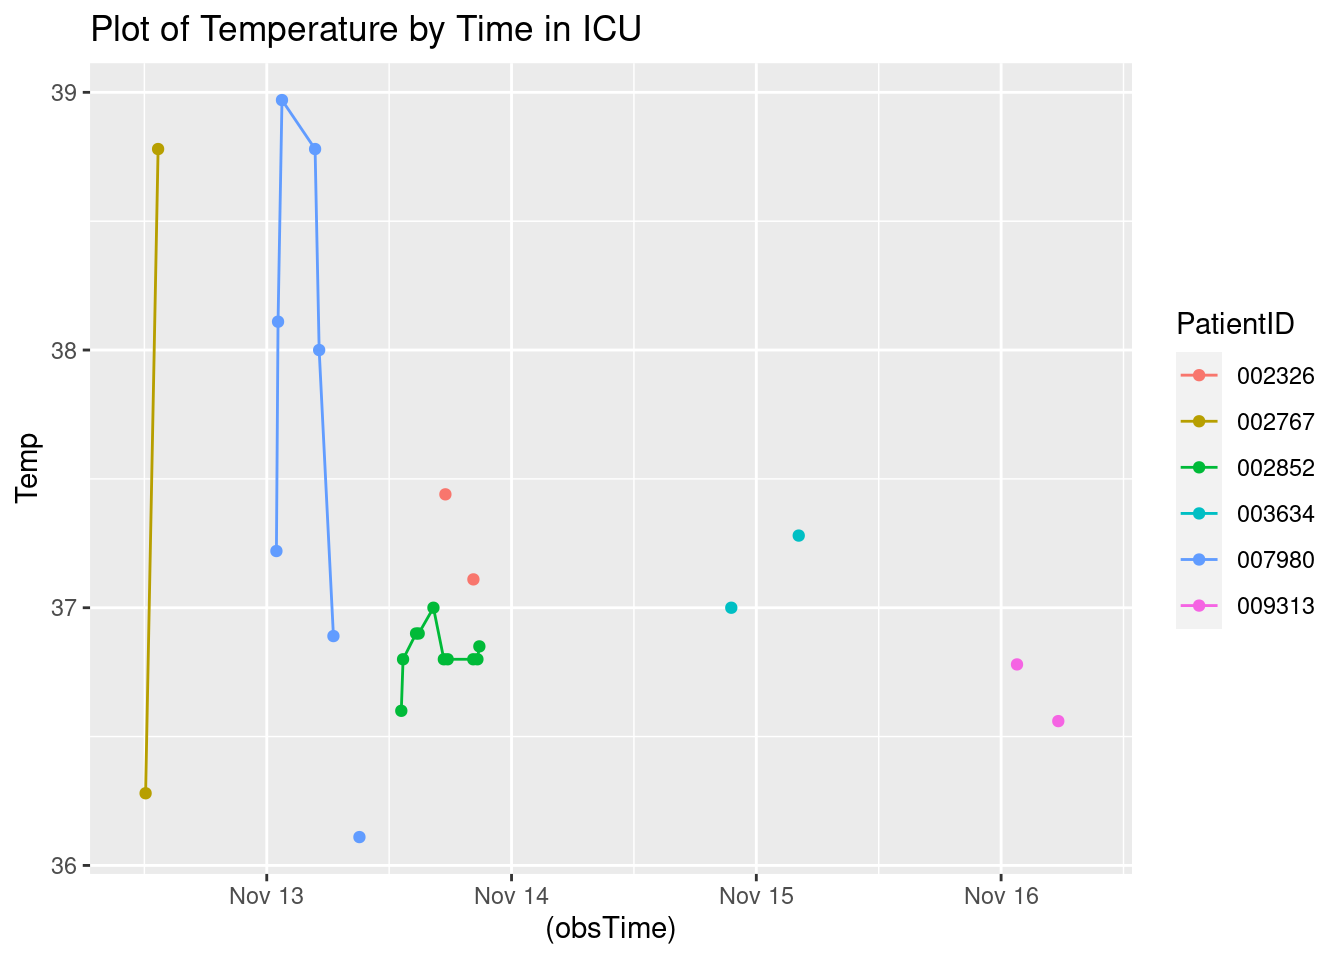 Plot of Temperature by Time in ICU
39
38
37
36
Temp
Nov 13
Nov 14
Nov 15
Nov 16
(obsTime)
PatientID
002326
002767
002852
003634
007980
009313